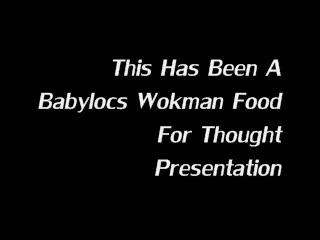 This Has Been A
Babylocs Wokman Food
For Thought
Presentation